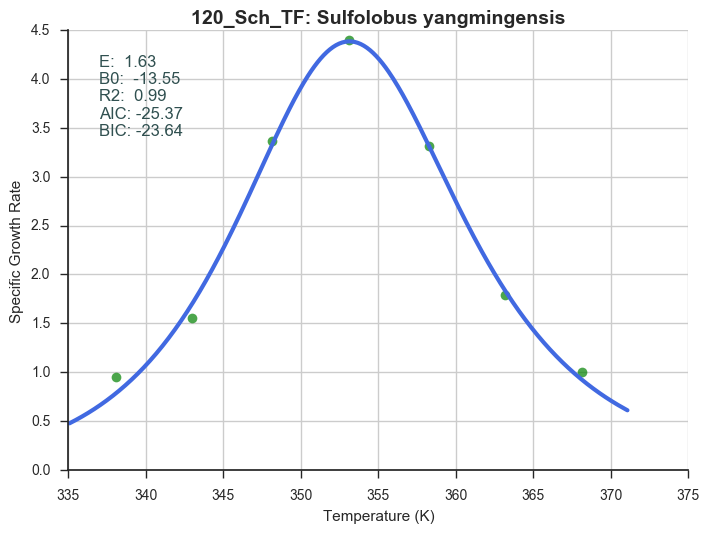 120_Sch_TF: Sulfolobus yangmingensis
4.5
4.0
3.5
3.0
2.5
2.0
1.5
1.0
0.5
0.0
Specific Growth Rate
E:  1.63
B0:  -13.55
R2:  0.99
AIC: -25.37
BIC: -23.64
335 340 345 350 355 360 365 370 375
Temperature (K)